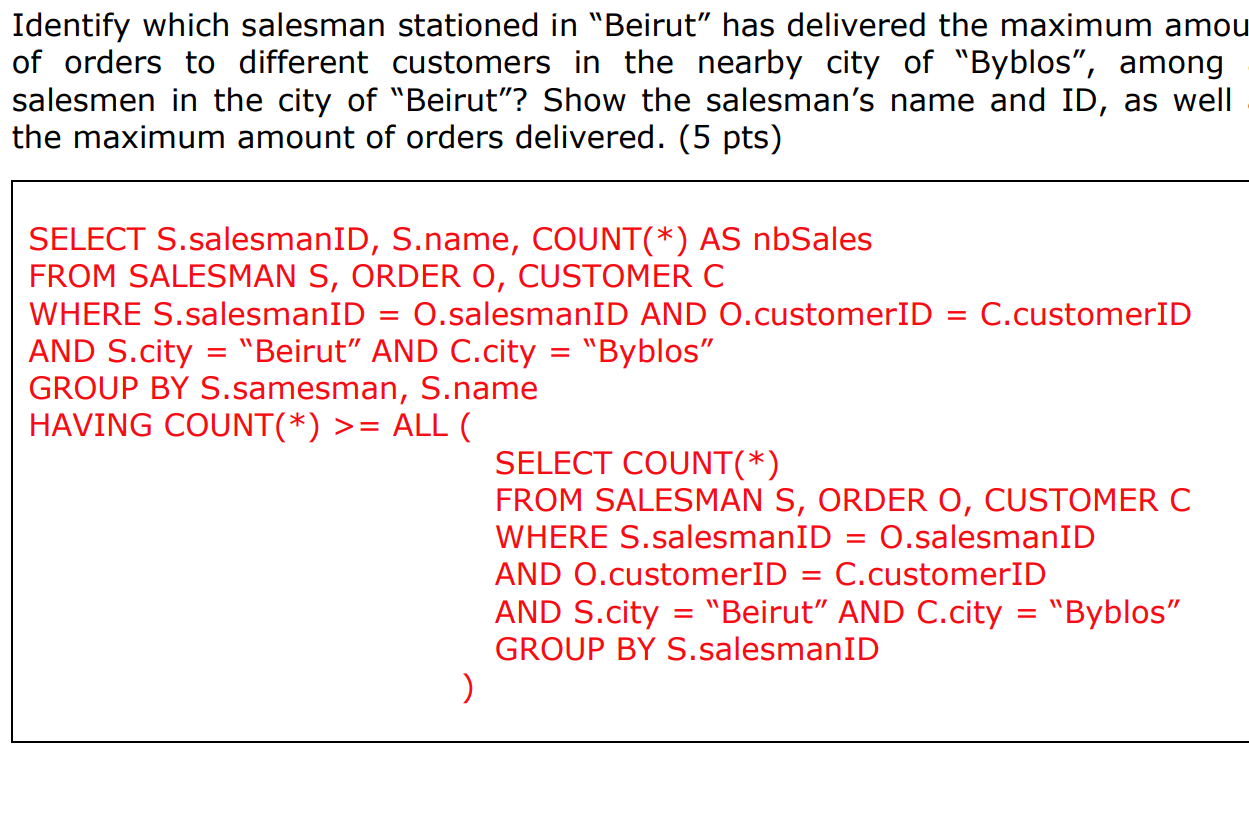 Identify which salesman stationed in “Beirut” has delivered the maximum amou
of orders to different customers in the nearby city of “Byblos”, among
salesmen in the city of “Beirut”? Show the salesman’s name and ID, as well
the maximum amount of orders delivered. (5 pts)
SELECT S.salesmanID, S.name, COUNT(*) AS nbSales
FROM SALESMAN S, ORDER O, CUSTOMER C
WHERE S.salesmanID = O.salesmanID AND O.customerID = C.customerID
AND S.city = “Beirut” AND C.city = “Byblos”
GROUP BY S.samesman, S.name
HAVING COUNT(*) >= ALL (
SELECT COUNT(*)
FROM SALESMAN S, ORDER O, CUSTOMER C
WHERE S.salesmanID = O.salesmanID
AND O.customerID = C.customerID
AND S.city = “Beirut” AND C.city = “Byblos”
GROUP BY S.salesmanID
)